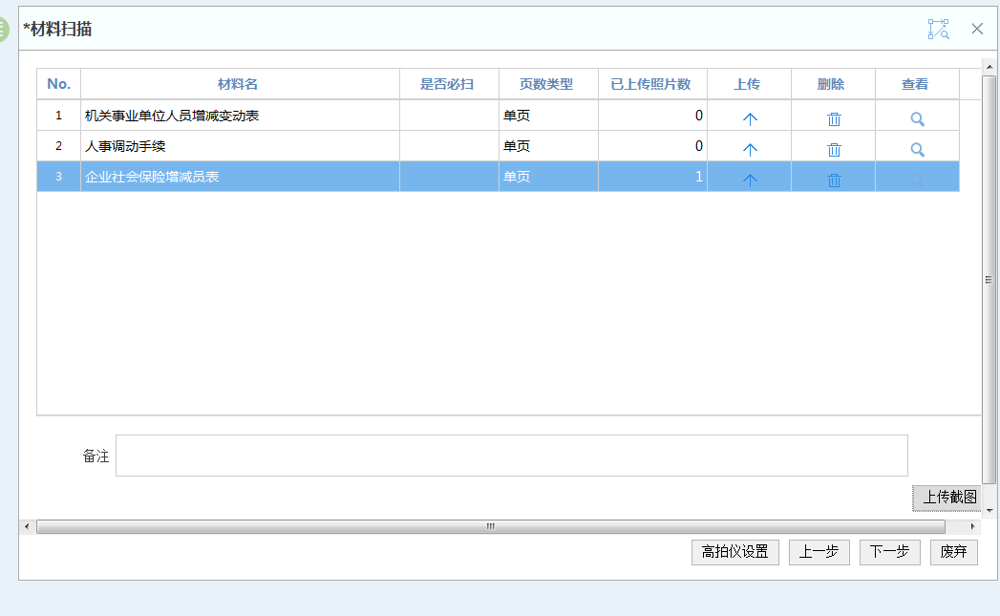 *材料扫描
No. 材料名 是否必扫 页数类型 已上传照片数 上传 删除 查看
1 机关事业单位人员增减变动表 单页 0
2 人事调动手续 单页 0
3 企业社会保险增减员表 单页 1
备注
上传截图
高拍仪设置 上一步 下一步 废弃